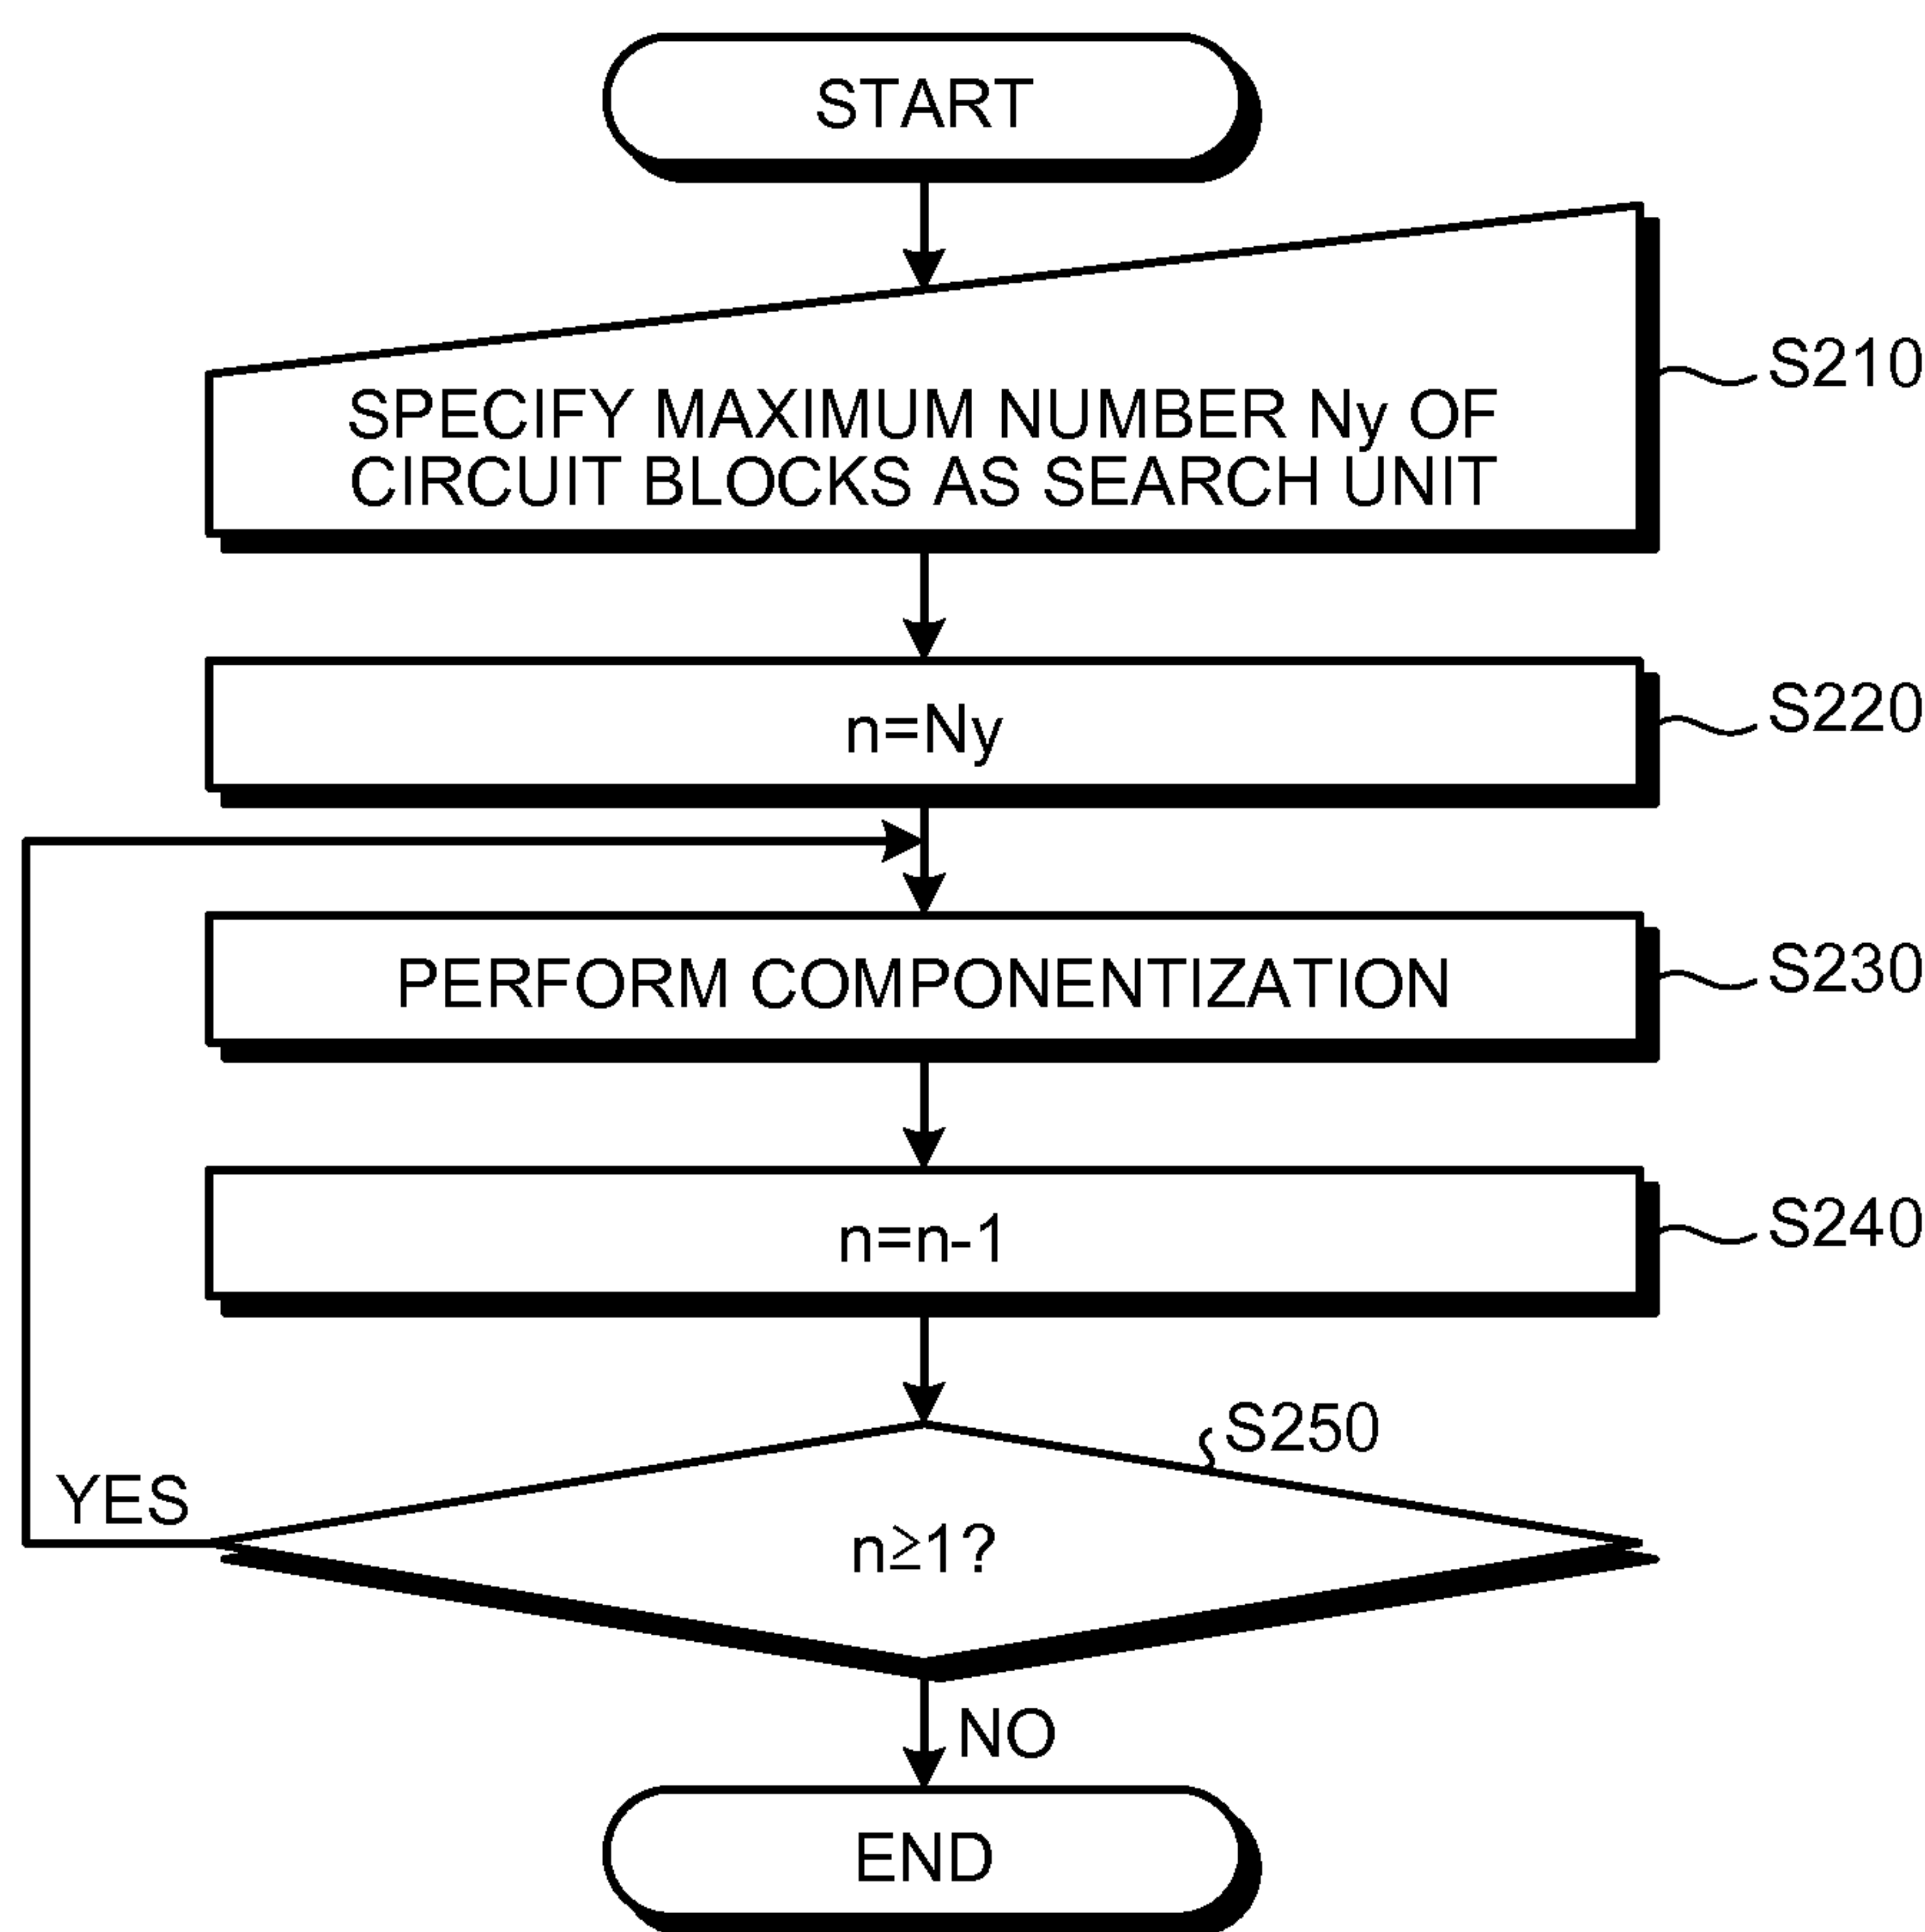 START
SPECIFY MAXIMUM NUMBER Ny OF
CIRCUIT BLOCKS AS SEARCH UNIT
S210
n=Ny
S220
PERFORM COMPONENTIZATION
S230
n=n-1
S240
S250
YES
n≥1?
NO
END